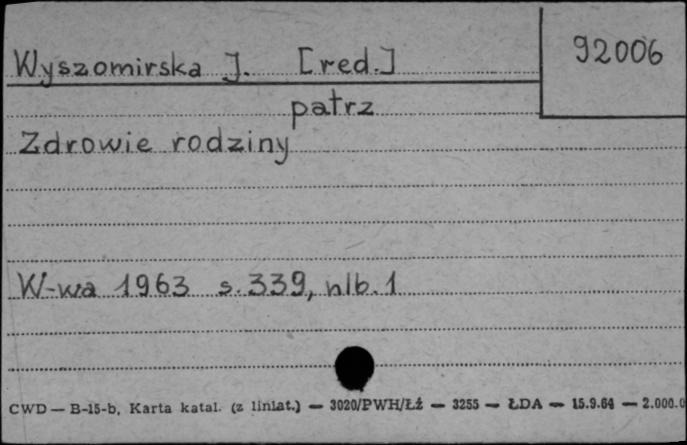 Wyszomirska J. [red.]
92006
patrz
Zdrowie rodziny
W-wa 1963 s. 339, nlb. 1
CWD — B-15-b, Karta katal. (z liniat.) — 3020/PWH/Łź — 3255 — ŁDA — 15.9.64 — 2.000.0